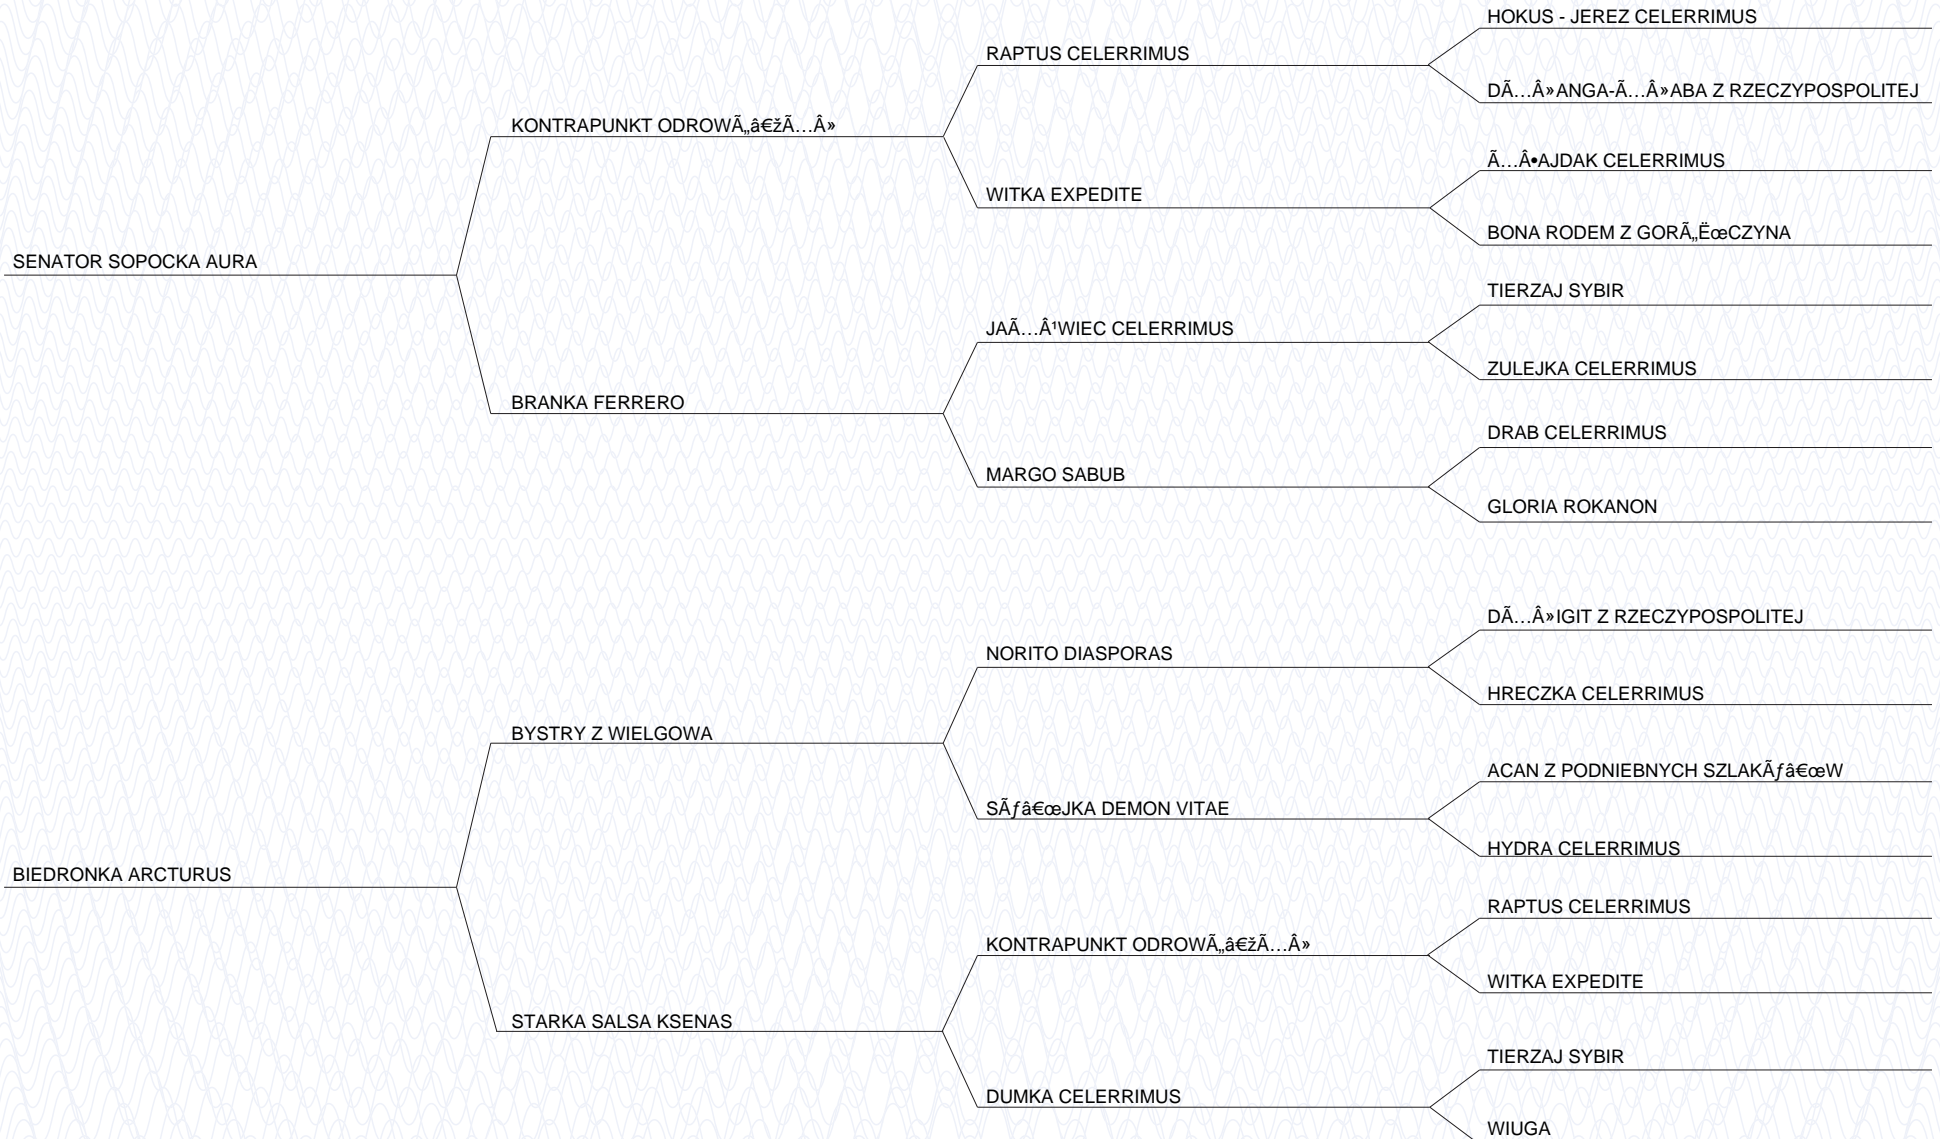 HOKUS - JEREZ CELERRIMUS
RAPTUS CELERRIMUS
DÃ…Â»ANGA-Ã…Â»ABA Z RZECZYPOSPOLITEJ
KONTRAPUNKT ODROWÃ„â€žÃ…Â»
Ã…Â•AJDAK CELERRIMUS
WITKA EXPEDITE
BONA RODEM Z GORÃ„ËœCZYNA
SENATOR SOPOCKA AURA
TIERZAJ SYBIR
JAÃ…Â¹WIEC CELERRIMUS
ZULEJKA CELERRIMUS
BRANKA FERRERO
DRAB CELERRIMUS
MARGO SABUB
GLORIA ROKANON
DÃ…Â»IGIT Z RZECZYPOSPOLITEJ
NORITO DIASPORAS
HRECZKA CELERRIMUS
BYSTRY Z WIELGOWA
ACAN Z PODNIEBNYCH SZLAKÃƒâ€œW
SÃƒâ€œJKA DEMON VITAE
HYDRA CELERRIMUS
BIEDRONKA ARCTURUS
RAPTUS CELERRIMUS
KONTRAPUNKT ODROWÃ„â€žÃ…Â»
WITKA EXPEDITE
STARKA SALSA KSENAS
TIERZAJ SYBIR
DUMKA CELERRIMUS
WIUGA